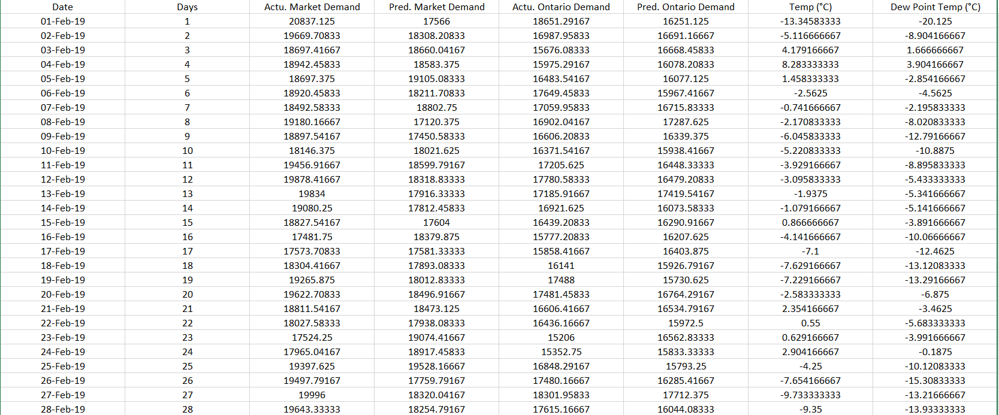 Date Days Actu. Market Demand Pred. Market Demand Actu. Ontario Demand Pred. Ontario Demand Temp (°C) Dew Point Temp (°C)
01-Feb-19 1 20837.125 17566 18651.29167 16251.125 -13.34583333 -20.125
02-Feb-19 2 19669.70833 18308.20833 16987.95833 16691.16667 -5.116666667 -8.904166667
03-Feb-19 3 18697.41667 18660.04167 15676.08333 16668.45833 4.179166667 1.666666667
04-Feb-19 4 18942.45833 18583.375 15975.29167 16078.20833 8.283333333 3.904166667
05-Feb-19 5 18697.375 19105.08333 16483.54167 16077.125 1.458333333 -2.854166667
06-Feb-19 6 18920.45833 18211.70833 17649.45833 15967.41667 -2.5625 -4.5625
07-Feb-19 7 18492.58333 18802.75 17059.95833 16715.83333 -0.741666667 -2.195833333
08-Feb-19 8 19180.16667 17120.375 16902.04167 17287.625 -2.170833333 -8.020833333
09-Feb-19 9 18897.54167 17450.58333 16606.20833 16339.375 -6.045833333 -12.79166667
10-Feb-19 10 18146.375 18021.625 16371.54167 15938.41667 -5.220833333 -10.8875
11-Feb-19 11 19456.91667 18599.79167 17205.625 16448.33333 -3.929166667 -8.895833333
12-Feb-19 12 19878.41667 18318.83333 17780.58333 16479.20833 -3.095833333 -5.433333333
13-Feb-19 13 19834 17916.33333 17185.91667 17419.54167 -1.9375 -5.341666667
14-Feb-19 14 19080.25 17812.45833 16921.625 16073.58333 -1.079166667 -5.141666667
15-Feb-19 15 18827.54167 17604 16439.20833 16290.91667 0.866666667 -3.891666667
16-Feb-19 16 17481.75 18379.875 15777.20833 16207.625 -4.141666667 -10.06666667
17-Feb-19 17 17573.70833 17581.33333 15858.41667 16403.875 -7.1 -12.4625
18-Feb-19 18 18304.41667 17893.08333 16141 15926.79167 -7.629166667 -13.12083333
19-Feb-19 19 19265.875 18012.83333 17488 15730.625 -7.229166667 -13.29166667
20-Feb-19 20 19622.70833 18496.91667 17481.45833 16764.29167 -2.583333333 -6.875
21-Feb-19 21 18811.54167 18473.125 16606.41667 16534.79167 2.354166667 -3.4625
22-Feb-19 22 18027.58333 17938.08333 16436.16667 15972.5 0.55 -5.683333333
23-Feb-19 23 17524.25 19074.41667 15206 16562.83333 0.629166667 -3.991666667
24-Feb-19 24 17965.04167 18917.45833 15352.75 15833.33333 2.904166667 -0.1875
25-Feb-19 25 19397.625 19528.16667 16848.29167 15793.25 -4.25 -10.12083333
26-Feb-19 26 19497.79167 17759.79167 17480.16667 16285.41667 -7.654166667 -15.30833333
27-Feb-19 27 19996 18320.04167 18301.95833 17712.375 -9.733333333 -13.21666667
28-Feb-19 28 19643.33333 18254.79167 17615.16667 16044.08333 -9.35 -13.93333333